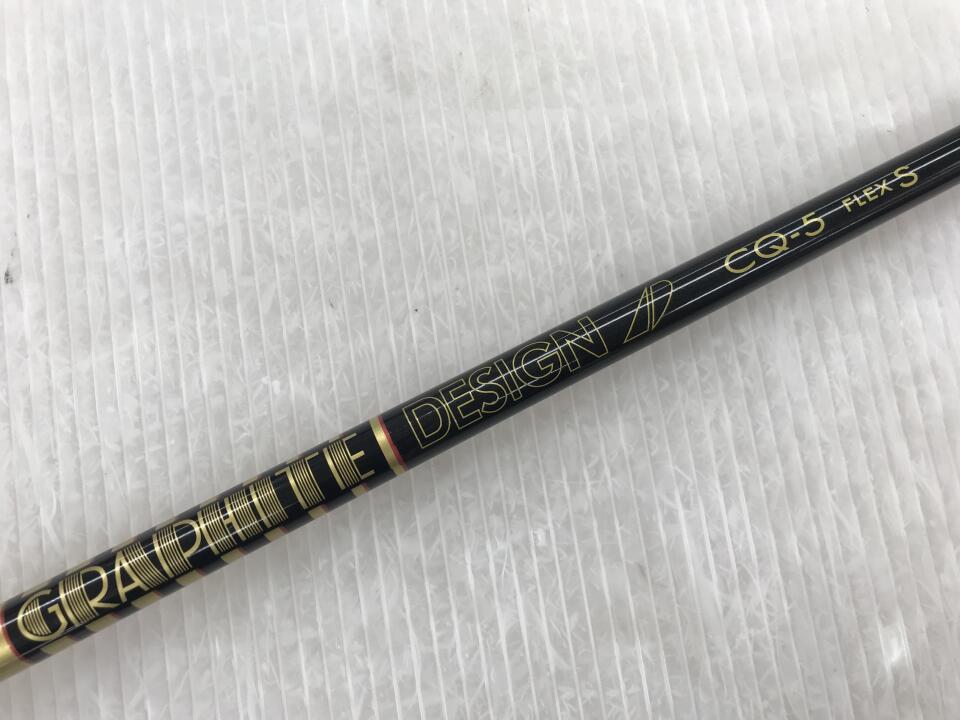 GRAPHITE DESIGN CQ-5 FLEX S